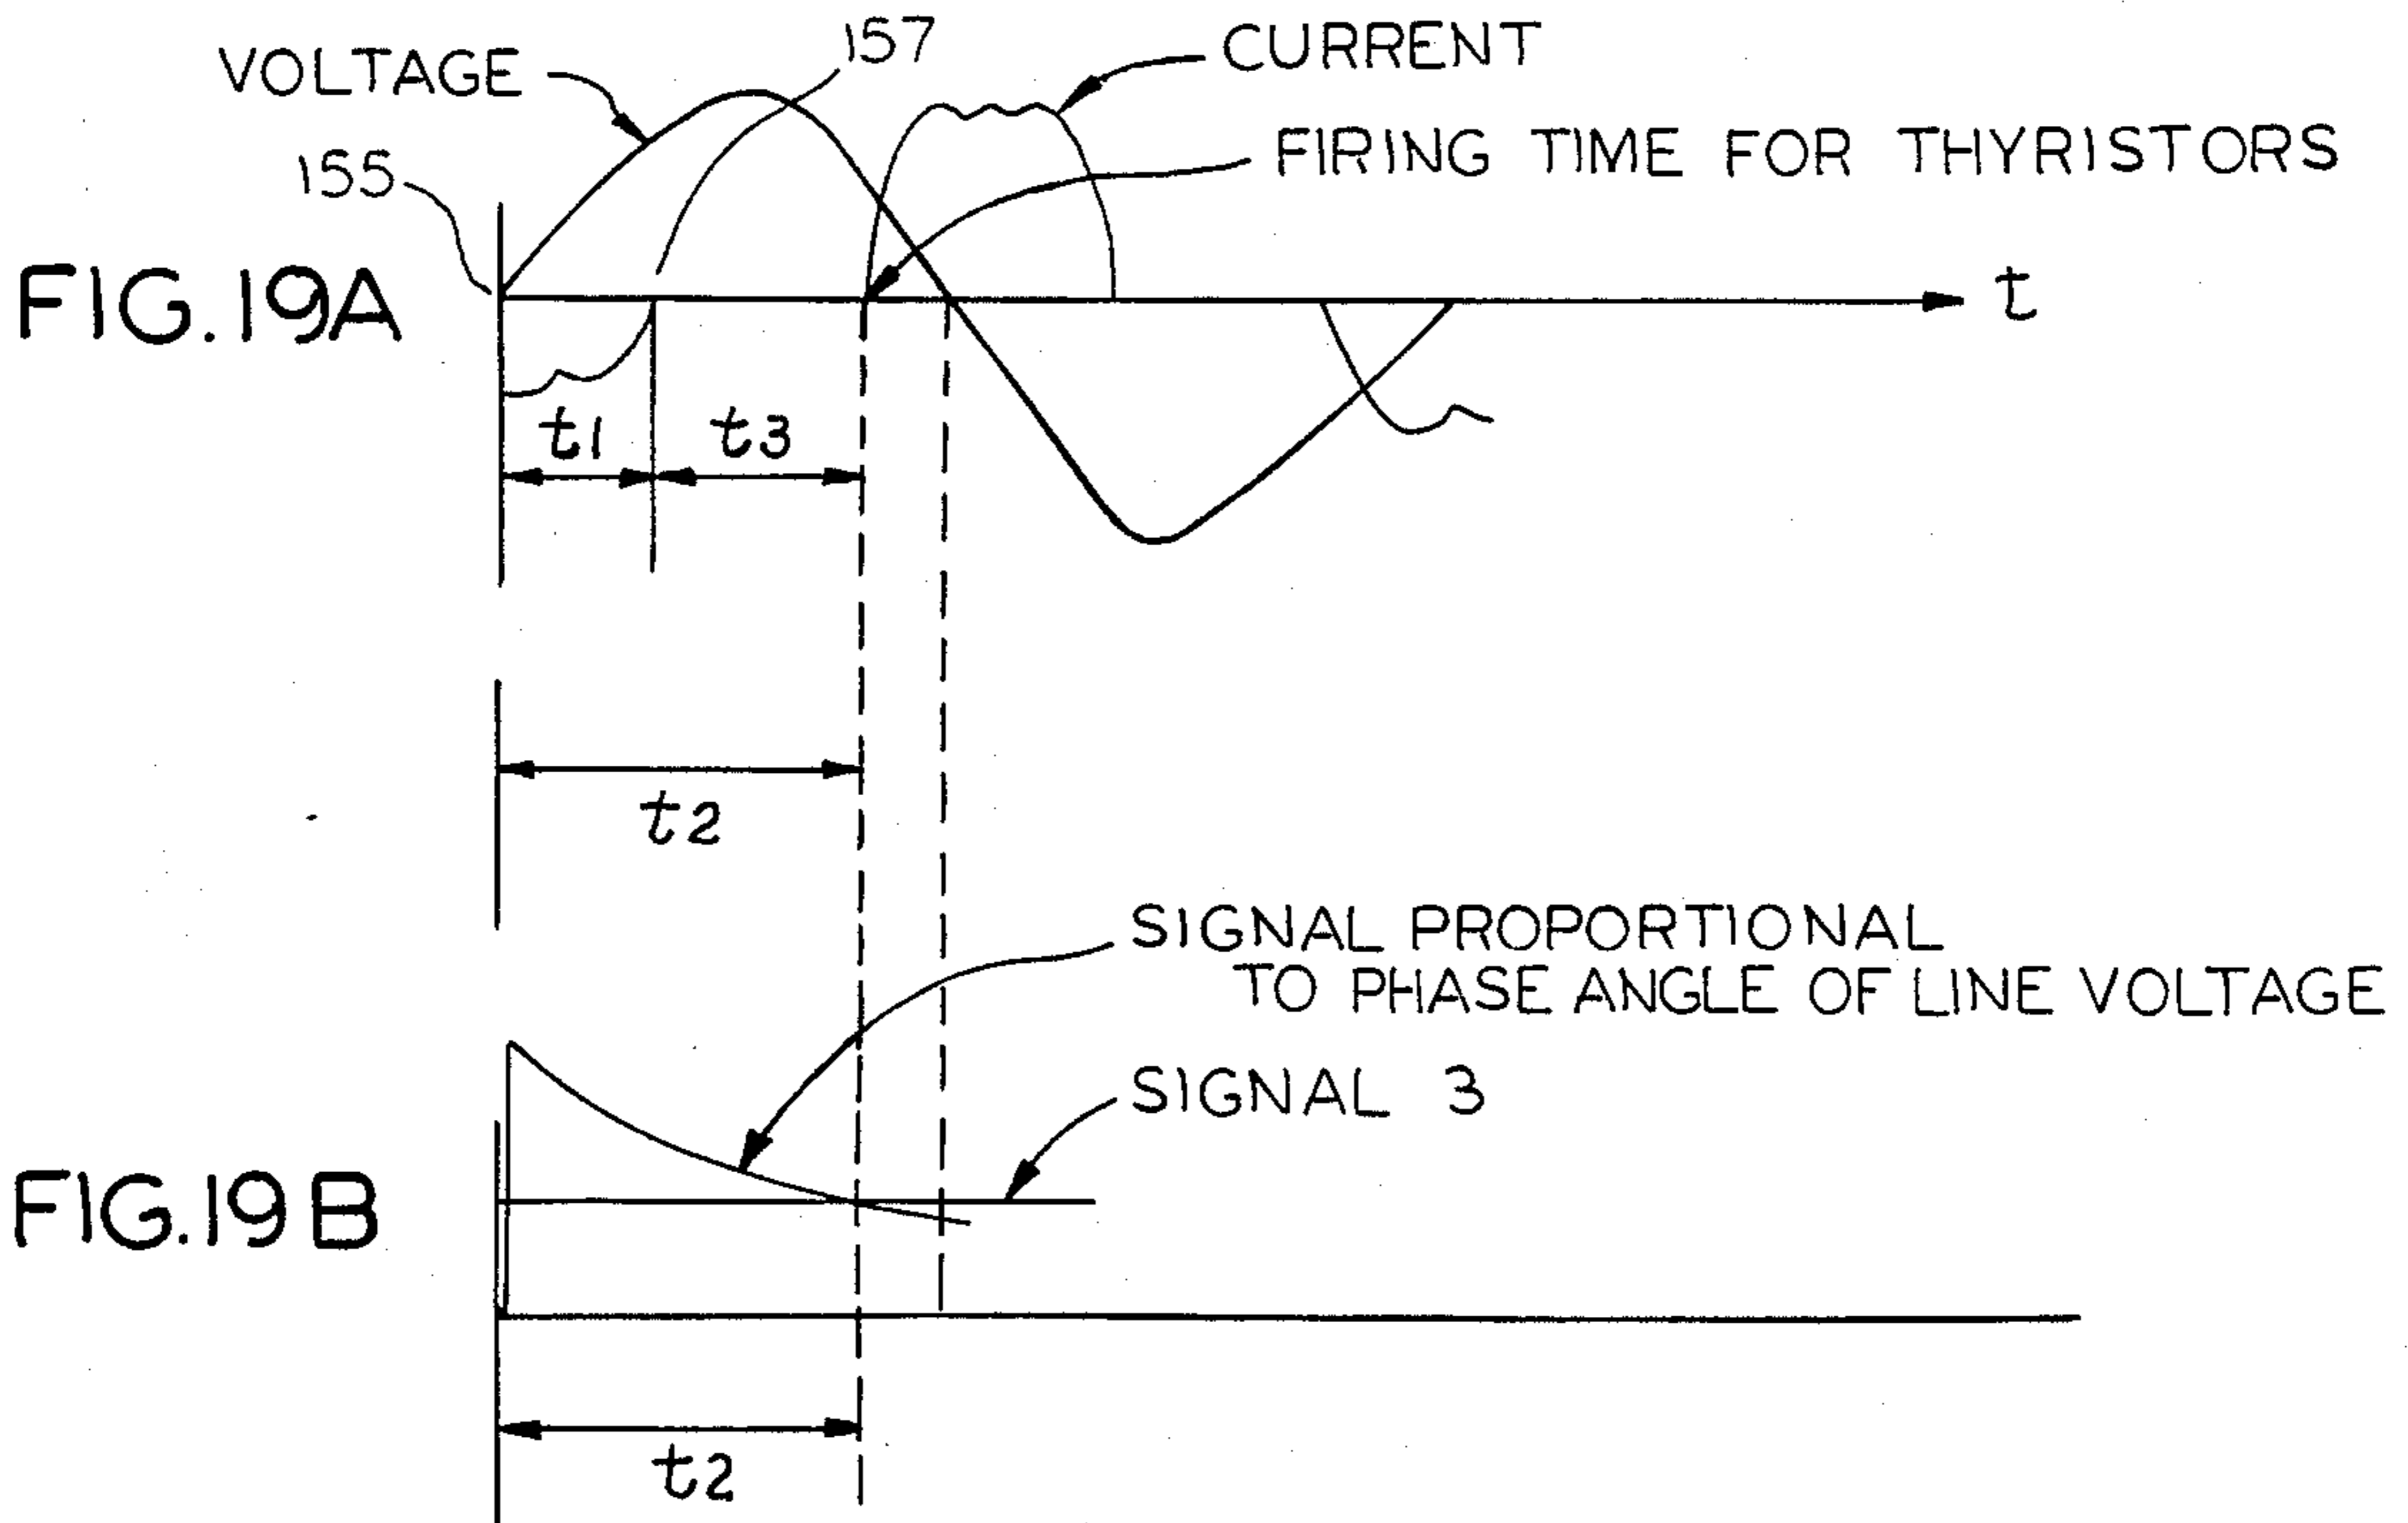 157
CURRENT
VOLTAGE
FIRING TIME FOR THYRISTORS
155
FIG. 19A
t
t1
t3
t2
SIGNAL PROPORTIONAL
TO PHASE ANGLE OF LINE VOLTAGE
SIGNAL 3
FIG. 19B
t2